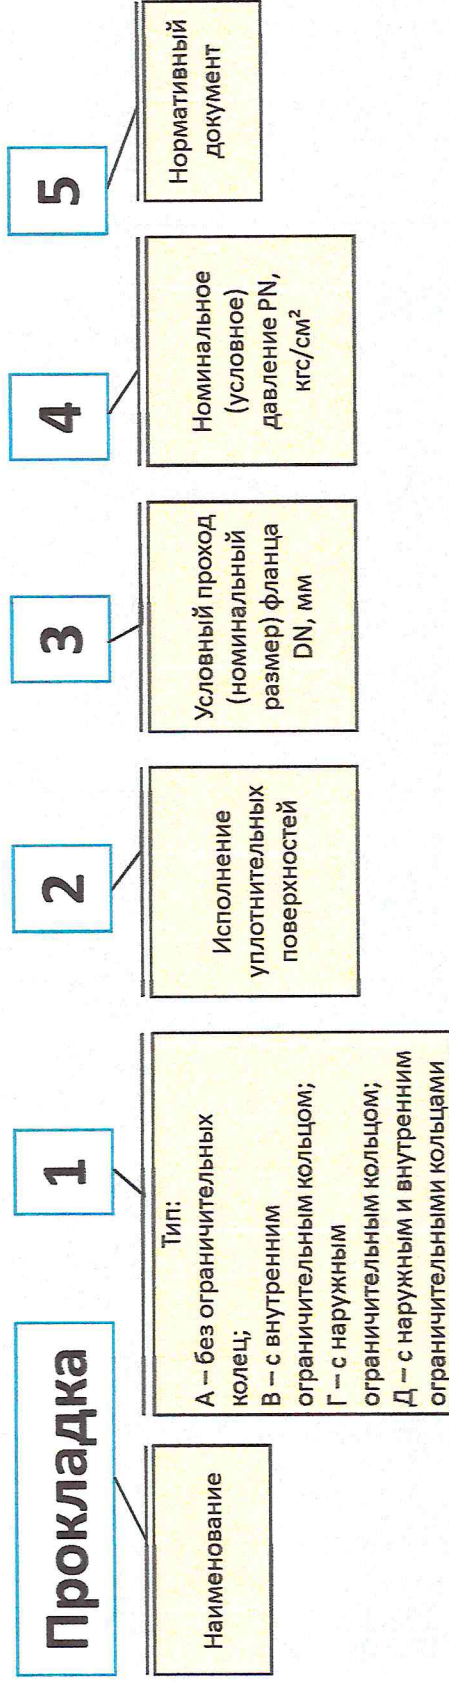 Прокладка
1
2
3
4
5
Наименование
Тип:
А – без ограничительных
колец;
В – с внутренним
ограничительным кольцом;
Г – с наружным
ограничительным кольцом;
Д – с наружным и внутренним
ограничительными кольцами
Исполнение
уплотнительных
поверхностей
Условный проход
(номинальный
размер) фланца
DN, мм
Номинальное
(условное)
давление PN,
кгс/см²
Нормативный
документ